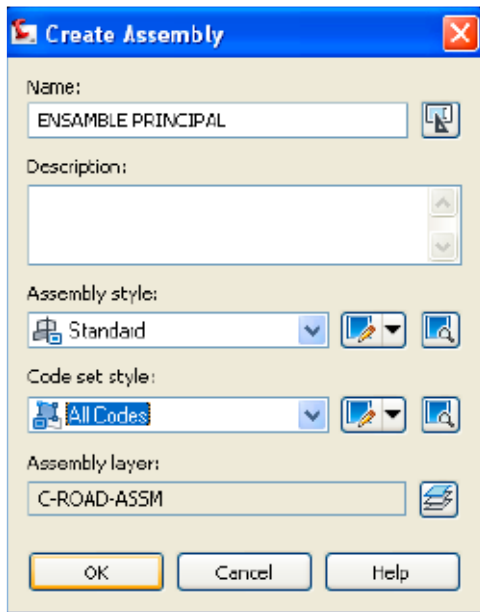 Create Assembly
Name:
ENSAMBLE PRINCIPAL
Description:
Assembly style:
Standard
Code set style:
All Codes
Assembly layer:
C-ROAD-ASSM
OK Cancel Help